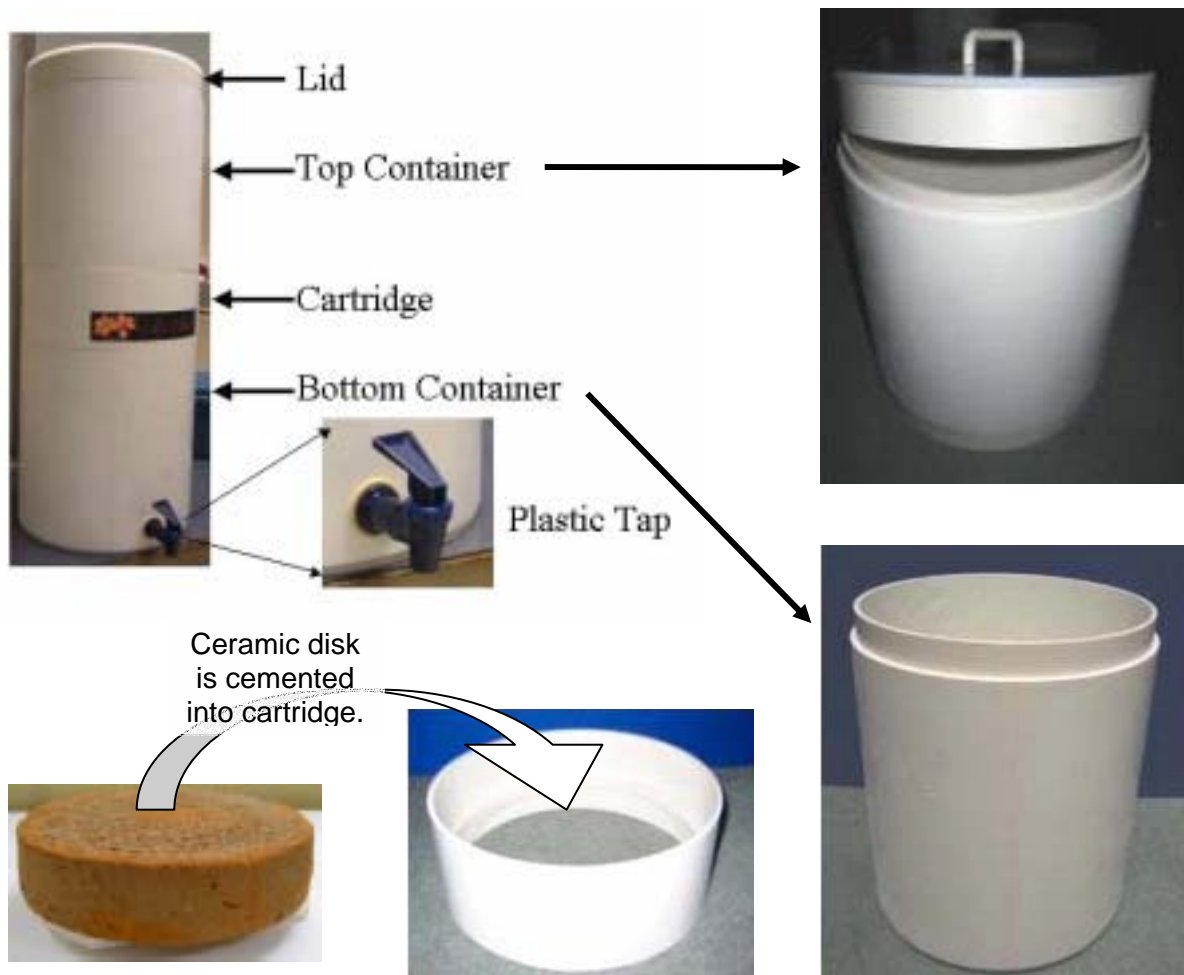 Lid
Top Container
Cartridge
Bottom Container
Plastic Tap
Ceramic disk
is cemented
into cartridge.